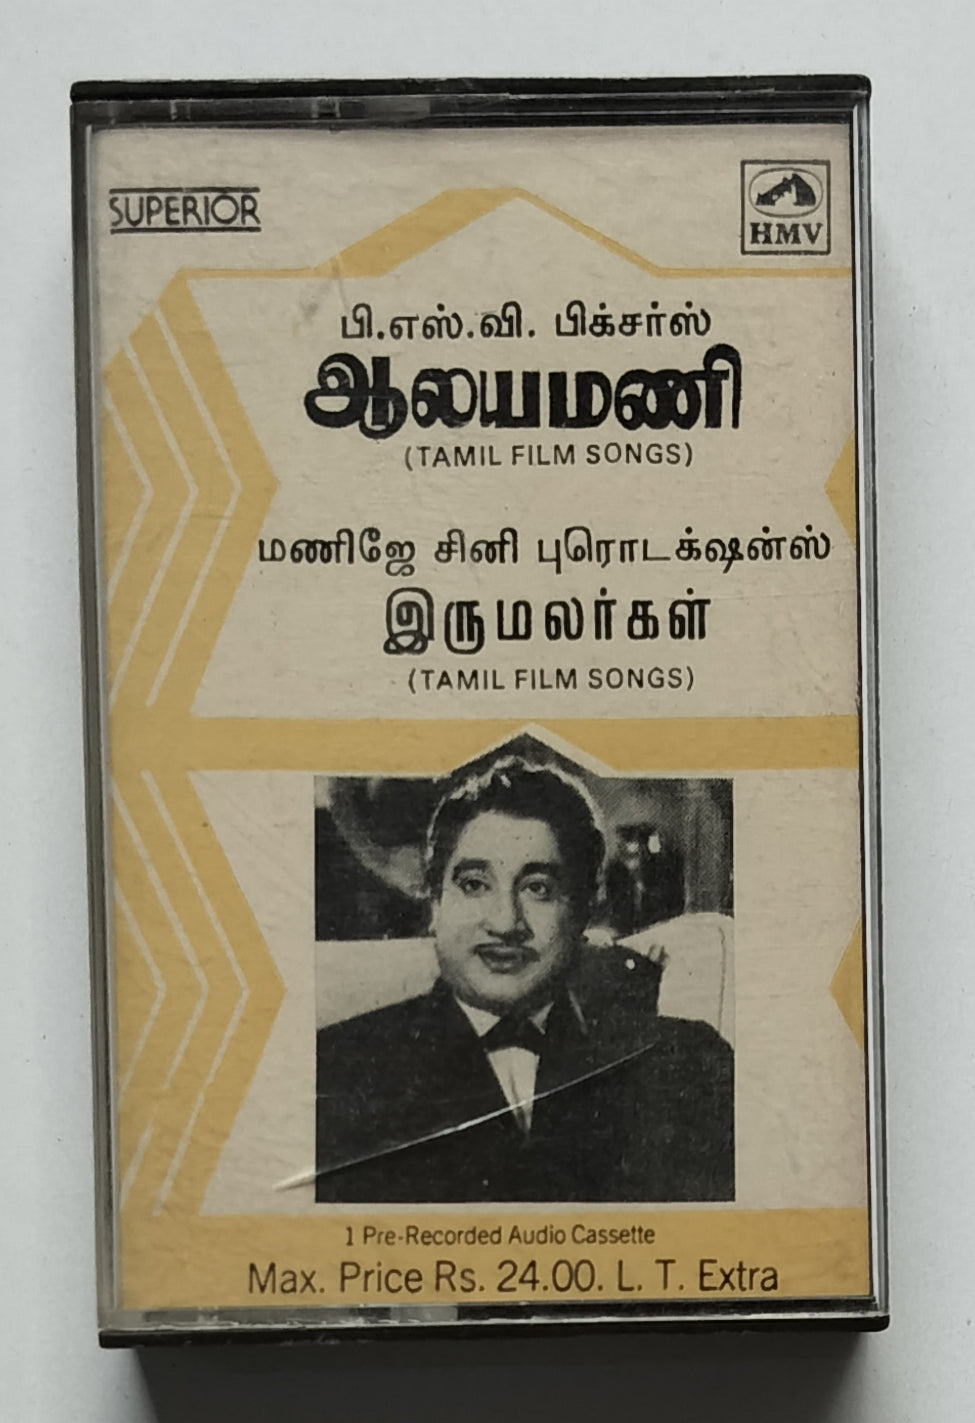 SUPERIOR
HMV
பி.எஸ்.வி. பிக்சர்ஸ்
ஆலயமணி
(TAMIL FILM SONGS)
மணிஜே சினி புரொடக்‌ஷன்ஸ்
இருமலர்கள்
(TAMIL FILM SONGS)
1 Pre-Recorded Audio Cassette
Max. Price Rs. 24.00. L. T. Extra